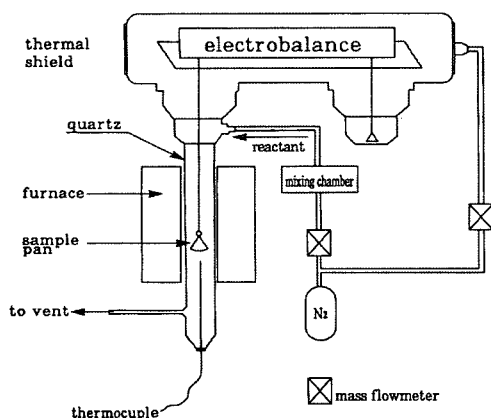 thermal
shield
electrobalance
quartz
reactant
mixing chamber
furnace
sample
pan
to vent
N2
thermocuple
mass flowmeter